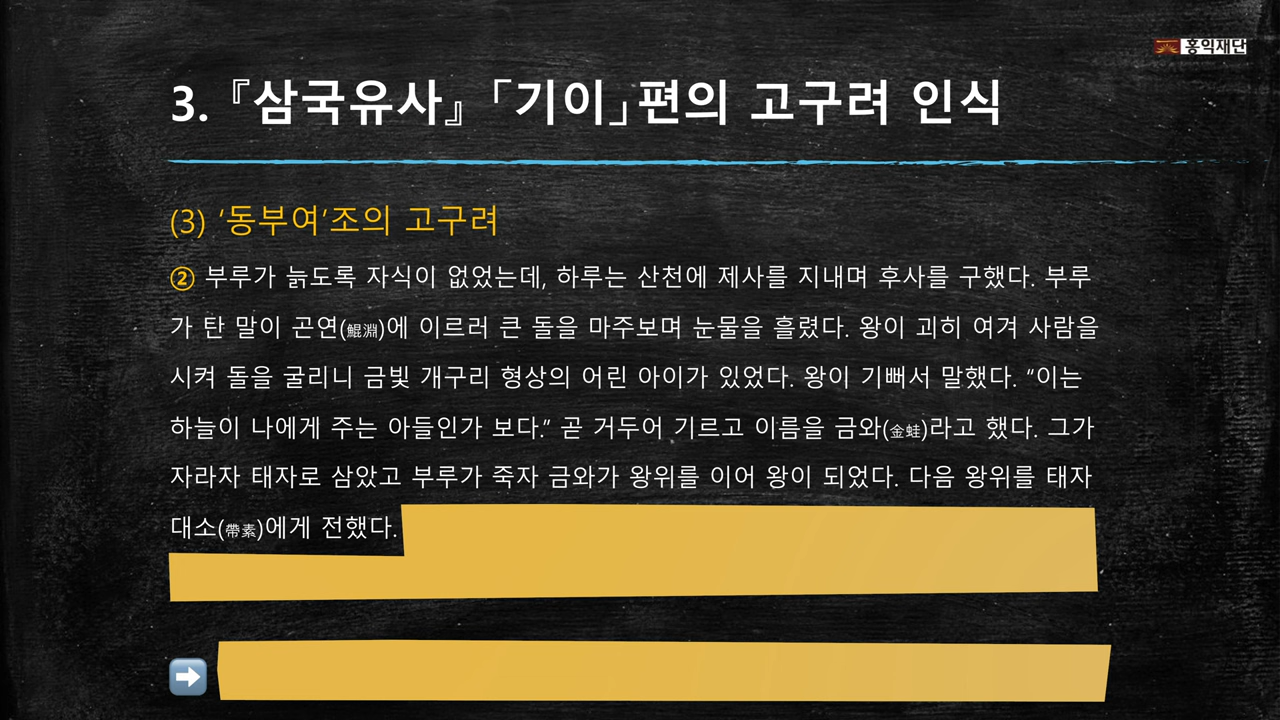 홍익재단
3. 『삼국유사』 「기이」편의 고구려 인식
(3) ‘동부여‘조의 고구려
② 부루가 늙도록 자식이 없었는데, 하루는 산천에 제사를 지내며 후사를 구했다. 부루
가 탄 말이 곤연(鯤淵)에 이르러 큰 돌을 마주보며 눈물을 흘렸다. 왕이 괴히 여겨 사람을
시켜 돌을 굴리니 금빛 개구리 형상의 어린 아이가 있었다. 왕이 기뻐서 말했다. “이는
하늘이 나에게 주는 아들인가 보다.” 곧 거두어 기르고 이름을 금와(金蛙)라고 했다. 그가
자라자 태자로 삼았고 부루가 죽자 금와가 왕위를 이어 왕이 되었다. 다음 왕위를 태자
대소(帶素)에게 전했다.